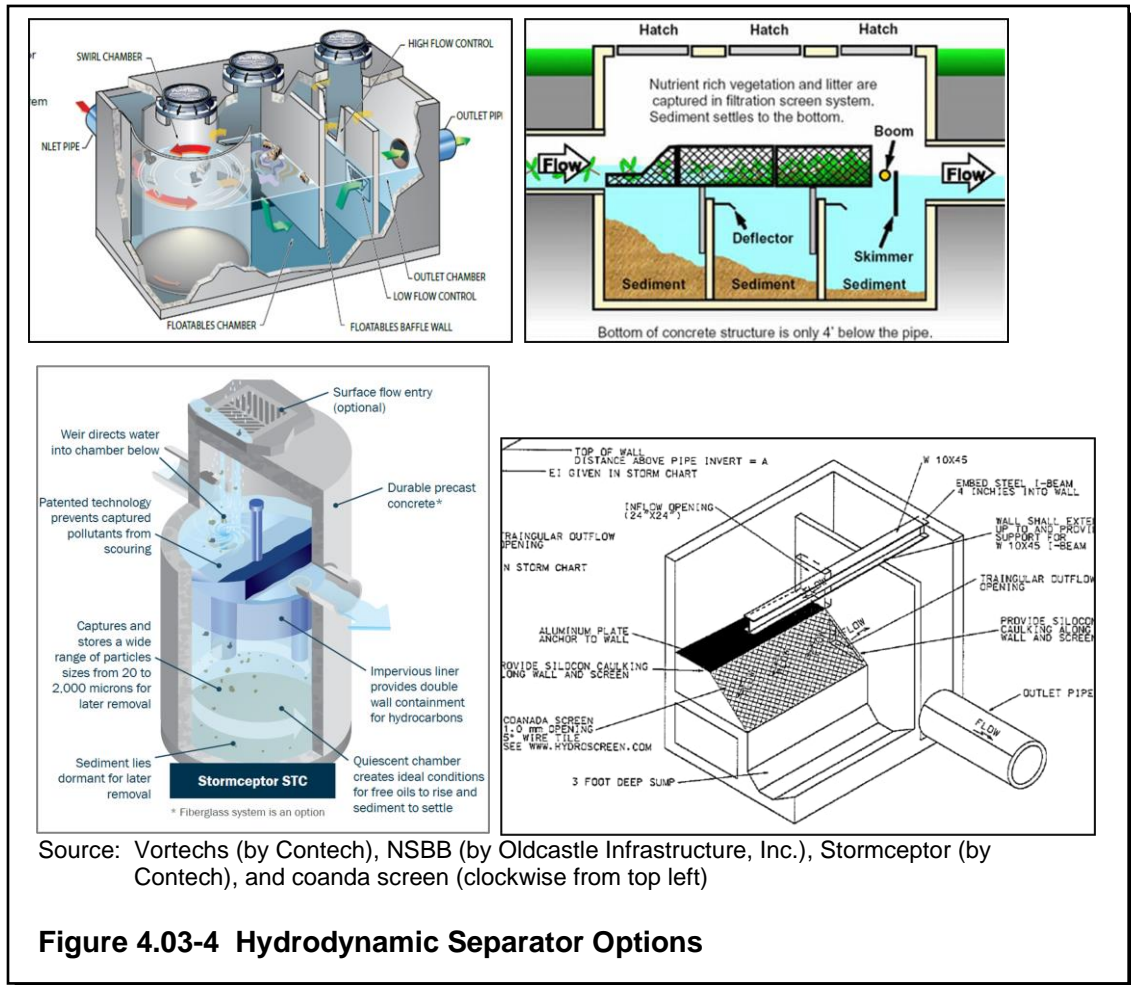 SWIRL CHAMBER
HIGH FLOW CONTROL
OUTLET PIPE
NLET PIPE
OUTLET CHAMBER
LOW FLOW CONTROL
FLOATABLES CHAMBER
FLOATABLES BAFFLE WALL
Hatch
Hatch
Hatch
Nutrient rich vegetation and litter are
captured in filtration screen system.
Sediment settles to the bottom.
Boom
Flow
Flow
Deflector
Skimmer
Sediment
Sediment
Sediment
Bottom of concrete structure is only 4' below the pipe.
Surface flow entry
(optional)
Weir directs water
into chamber below
Durable precast
concrete*
Patented technology
prevents captured
pollutants from
scouring
Captures and
stores a wide
range of particles
sizes from 20 to
2,000 microns for
later removal
Impervious liner
provides double
wall containment
for hydrocarbons
Sediment lies
dormant for later
removal
Quiescent chamber
creates ideal conditions
for free oils to rise and
sediment to settle
Stormceptor STC
* Fiberglass system is an option
TOP OF WALL
DISTANCE ABOVE PIPE INVERT = A
EI GIVEN IN STORM CHART
W 10X45
EMBED STEEL I-BEAM
4 INCHIES INTO WALL
INFLOW OPENING
(24"X24")
WALL SHALL EXTE
UP TO AND PROVI
SUPPORT FOR
W 10X45 I-BEAM
TRAINGULAR OUTFLOW
OPENING
N STORM CHART
TRAINGULAR OUTFLOW
OPENING
FLOW
FLOW
ALUMINUM PLATE
ANCHOR TO WALL
PROVIDE SILOCON
CAULKING ALONG
WALL AND SCREEN
ROVIDE SILOCON CAULKING
LONG WALL AND SCREEN
COANADA SCREEN
1.0 mm OPENING
5° WIRE TILE
SEE WWW.HYDROSCREEN.COM
OUTLET PIPE
FLOW
3 FOOT DEEP SUMP
Source: Vortechs (by Contech), NSBB (by Oldcastle Infrastructure, Inc.), Stormceptor (by
Contech), and coanda screen (clockwise from top left)
Figure 4.03-4 Hydrodynamic Separator Options